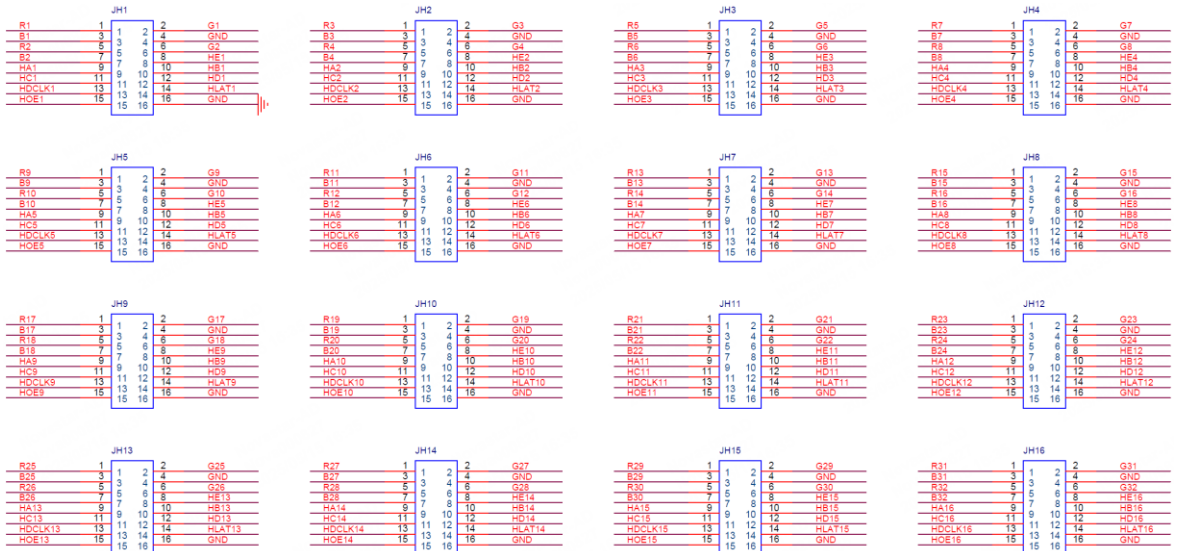 JH1 JH2 JH3 JH4
R1 1 2 G1 R3 1 2 G3 R5 1 2 G5 R7 1 2 G7
B1 3 1 2 4 GND B3 3 1 2 4 GND B5 3 1 2 4 GND B7 3 1 2 4 GND
R2 5 3 4 6 G2 R4 5 3 4 6 G4 R6 5 3 4 6 G6 R8 5 3 4 6 G8
B2 7 5 6 8 HE1 B4 7 5 6 8 HE2 B6 7 5 6 8 HE3 B8 7 5 6 8 HE4
HA1 9 7 8 10 HB1 HA2 9 7 8 10 HB2 HA3 9 7 8 10 HB3 HA4 9 7 8 10 HB4
HC1 11 9 10 12 HD1 HC2 11 9 10 12 HD2 HC3 11 9 10 12 HD3 HC4 11 9 10 12 HD4
HDCLK1 13 11 12 14 HLAT1 HDCLK2 13 11 12 14 HLAT2 HDCLK3 13 11 12 14 HLAT3 HDCLK4 13 11 12 14 HLAT4
HOE1 15 13 14 16 GND HOE2 15 13 14 16 GND HOE3 15 13 14 16 GND HOE4 15 13 14 16 GND
15 16 15 16 15 16 15 16
JH5 JH6 JH7 JH8
R9 1 2 G9 R11 1 2 G11 R13 1 2 G13 R15 1 2 G15
B9 3 1 2 4 GND B11 3 1 2 4 GND B13 3 1 2 4 GND B15 3 1 2 4 GND
R10 5 3 4 6 G10 R12 5 3 4 6 G12 R14 5 3 4 6 G14 R16 5 3 4 6 G16
B10 7 5 6 8 HE5 B12 7 5 6 8 HE6 B14 7 5 6 8 HE7 B16 7 5 6 8 HE8
HA5 9 7 8 10 HB5 HA6 9 7 8 10 HB6 HA7 9 7 8 10 HB7 HA8 9 7 8 10 HB8
HC5 11 9 10 12 HD5 HC6 11 9 10 12 HD6 HC7 11 9 10 12 HD7 HC8 11 9 10 12 HD8
HDCLK5 13 11 12 14 HLAT5 HDCLK6 13 11 12 14 HLAT6 HDCLK7 13 11 12 14 HLAT7 HDCLK8 13 11 12 14 HLAT8
HOE5 15 13 14 16 GND HOE6 15 13 14 16 GND HOE7 15 13 14 16 GND HOE8 15 13 14 16 GND
15 16 15 16 15 16 15 16
JH9 JH10 JH11 JH12
R17 1 2 G17 R19 1 2 G19 R21 1 2 G21 R23 1 2 G23
B17 3 1 2 4 GND B19 3 1 2 4 GND B21 3 1 2 4 GND B23 3 1 2 4 GND
R18 5 3 4 6 G18 R20 5 3 4 6 G20 R22 5 3 4 6 G22 R24 5 3 4 6 G24
B18 7 5 6 8 HE9 B20 7 5 6 8 HE10 B22 7 5 6 8 HE11 B24 7 5 6 8 HE12
HA9 9 7 8 10 HB9 HA10 9 7 8 10 HB10 HA11 9 7 8 10 HB11 HA12 9 7 8 10 HB12
HC9 11 9 10 12 HD9 HC10 11 9 10 12 HD10 HC11 11 9 10 12 HD11 HC12 11 9 10 12 HD12
HDCLK9 13 11 12 14 HLAT9 HDCLK10 13 11 12 14 HLAT10 HDCLK11 13 11 12 14 HLAT11 HDCLK12 13 11 12 14 HLAT12
HOE9 15 13 14 16 GND HOE10 15 13 14 16 GND HOE11 15 13 14 16 GND HOE12 15 13 14 16 GND
15 16 15 16 15 16 15 16
JH13 JH14 JH15 JH16
R25 1 2 G25 R27 1 2 G27 R29 1 2 G29 R31 1 2 G31
B25 3 1 2 4 GND B27 3 1 2 4 GND B29 3 1 2 4 GND B31 3 1 2 4 GND
R26 5 3 4 6 G26 R28 5 3 4 6 G28 R30 5 3 4 6 G30 R32 5 3 4 6 G32
B26 7 5 6 8 HE13 B28 7 5 6 8 HE14 B30 7 5 6 8 HE15 B32 7 5 6 8 HE16
HA13 9 7 8 10 HB13 HA14 9 7 8 10 HB14 HA15 9 7 8 10 HB15 HA16 9 7 8 10 HB16
HC13 11 9 10 12 HD13 HC14 11 9 10 12 HD14 HC15 11 9 10 12 HD15 HC16 11 9 10 12 HD16
HDCLK13 13 11 12 14 HLAT13 HDCLK14 13 11 12 14 HLAT14 HDCLK15 13 11 12 14 HLAT15 HDCLK16 13 11 12 14 HLAT16
HOE13 15 13 14 16 GND HOE14 15 13 14 16 GND HOE15 15 13 14 16 GND HOE16 15 13 14 16 GND
15 16 15 16 15 16 15 16